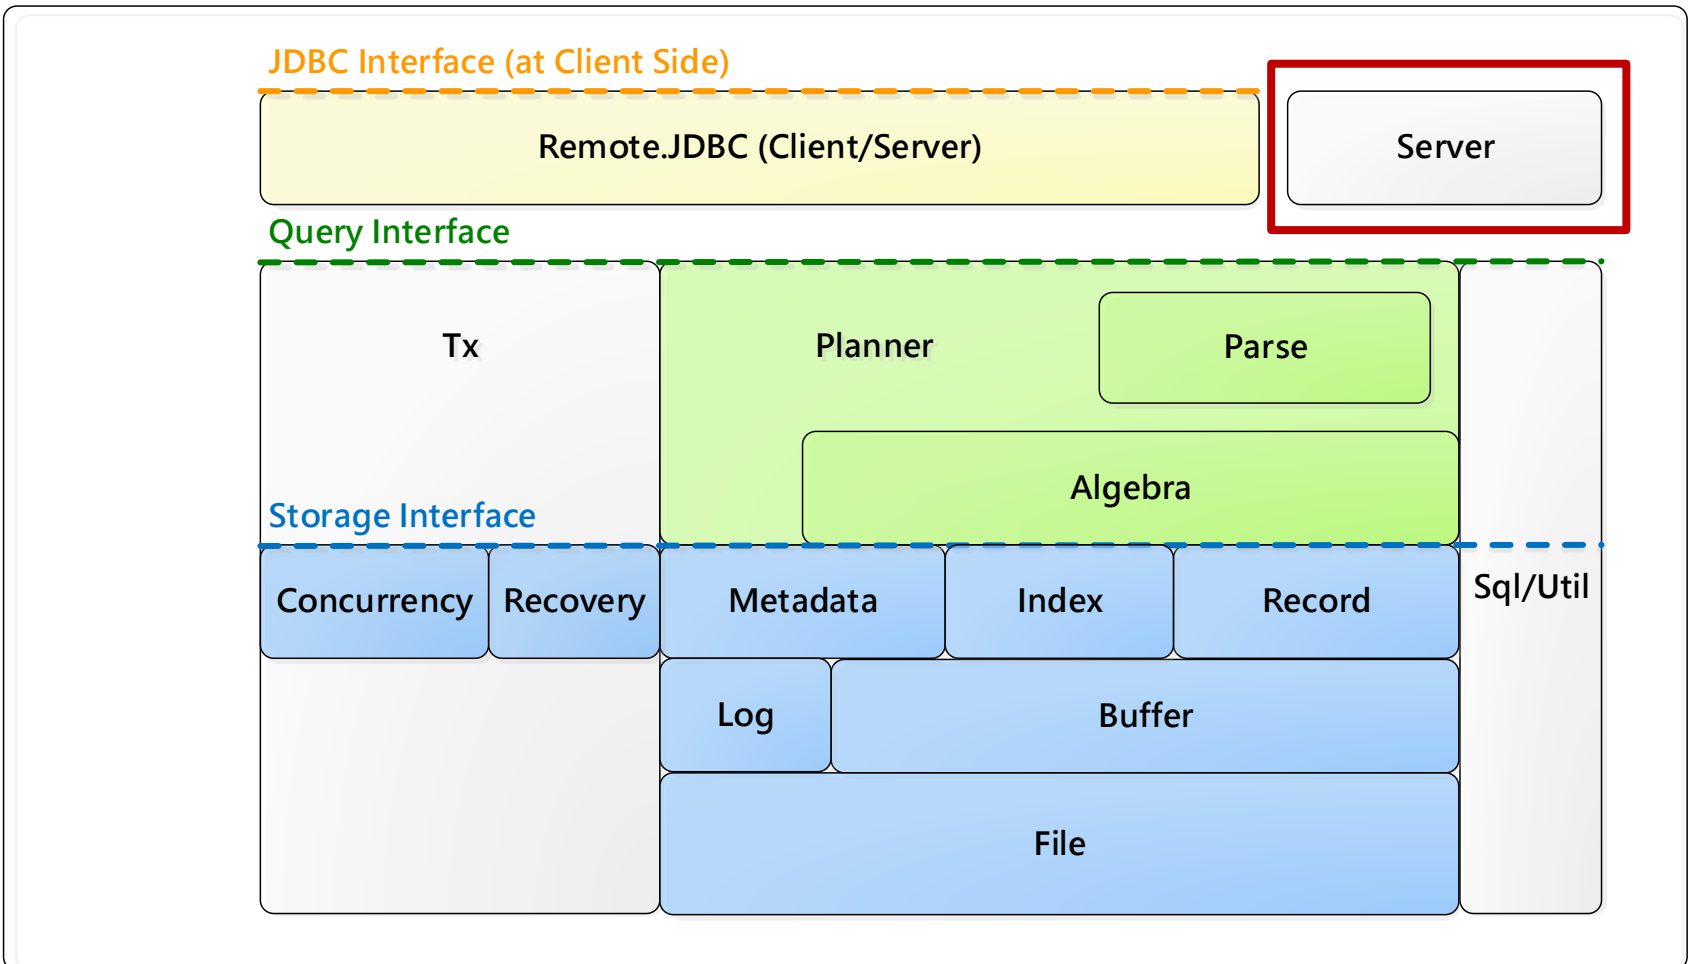 JDBC Interface (at Client Side)
Remote.JDBC (Client/Server)
Server
Query Interface
Tx
Planner
Parse
Algebra
Storage Interface
Concurrency
Recovery
Metadata
Index
Record
Sql/Util
Log
Buffer
File